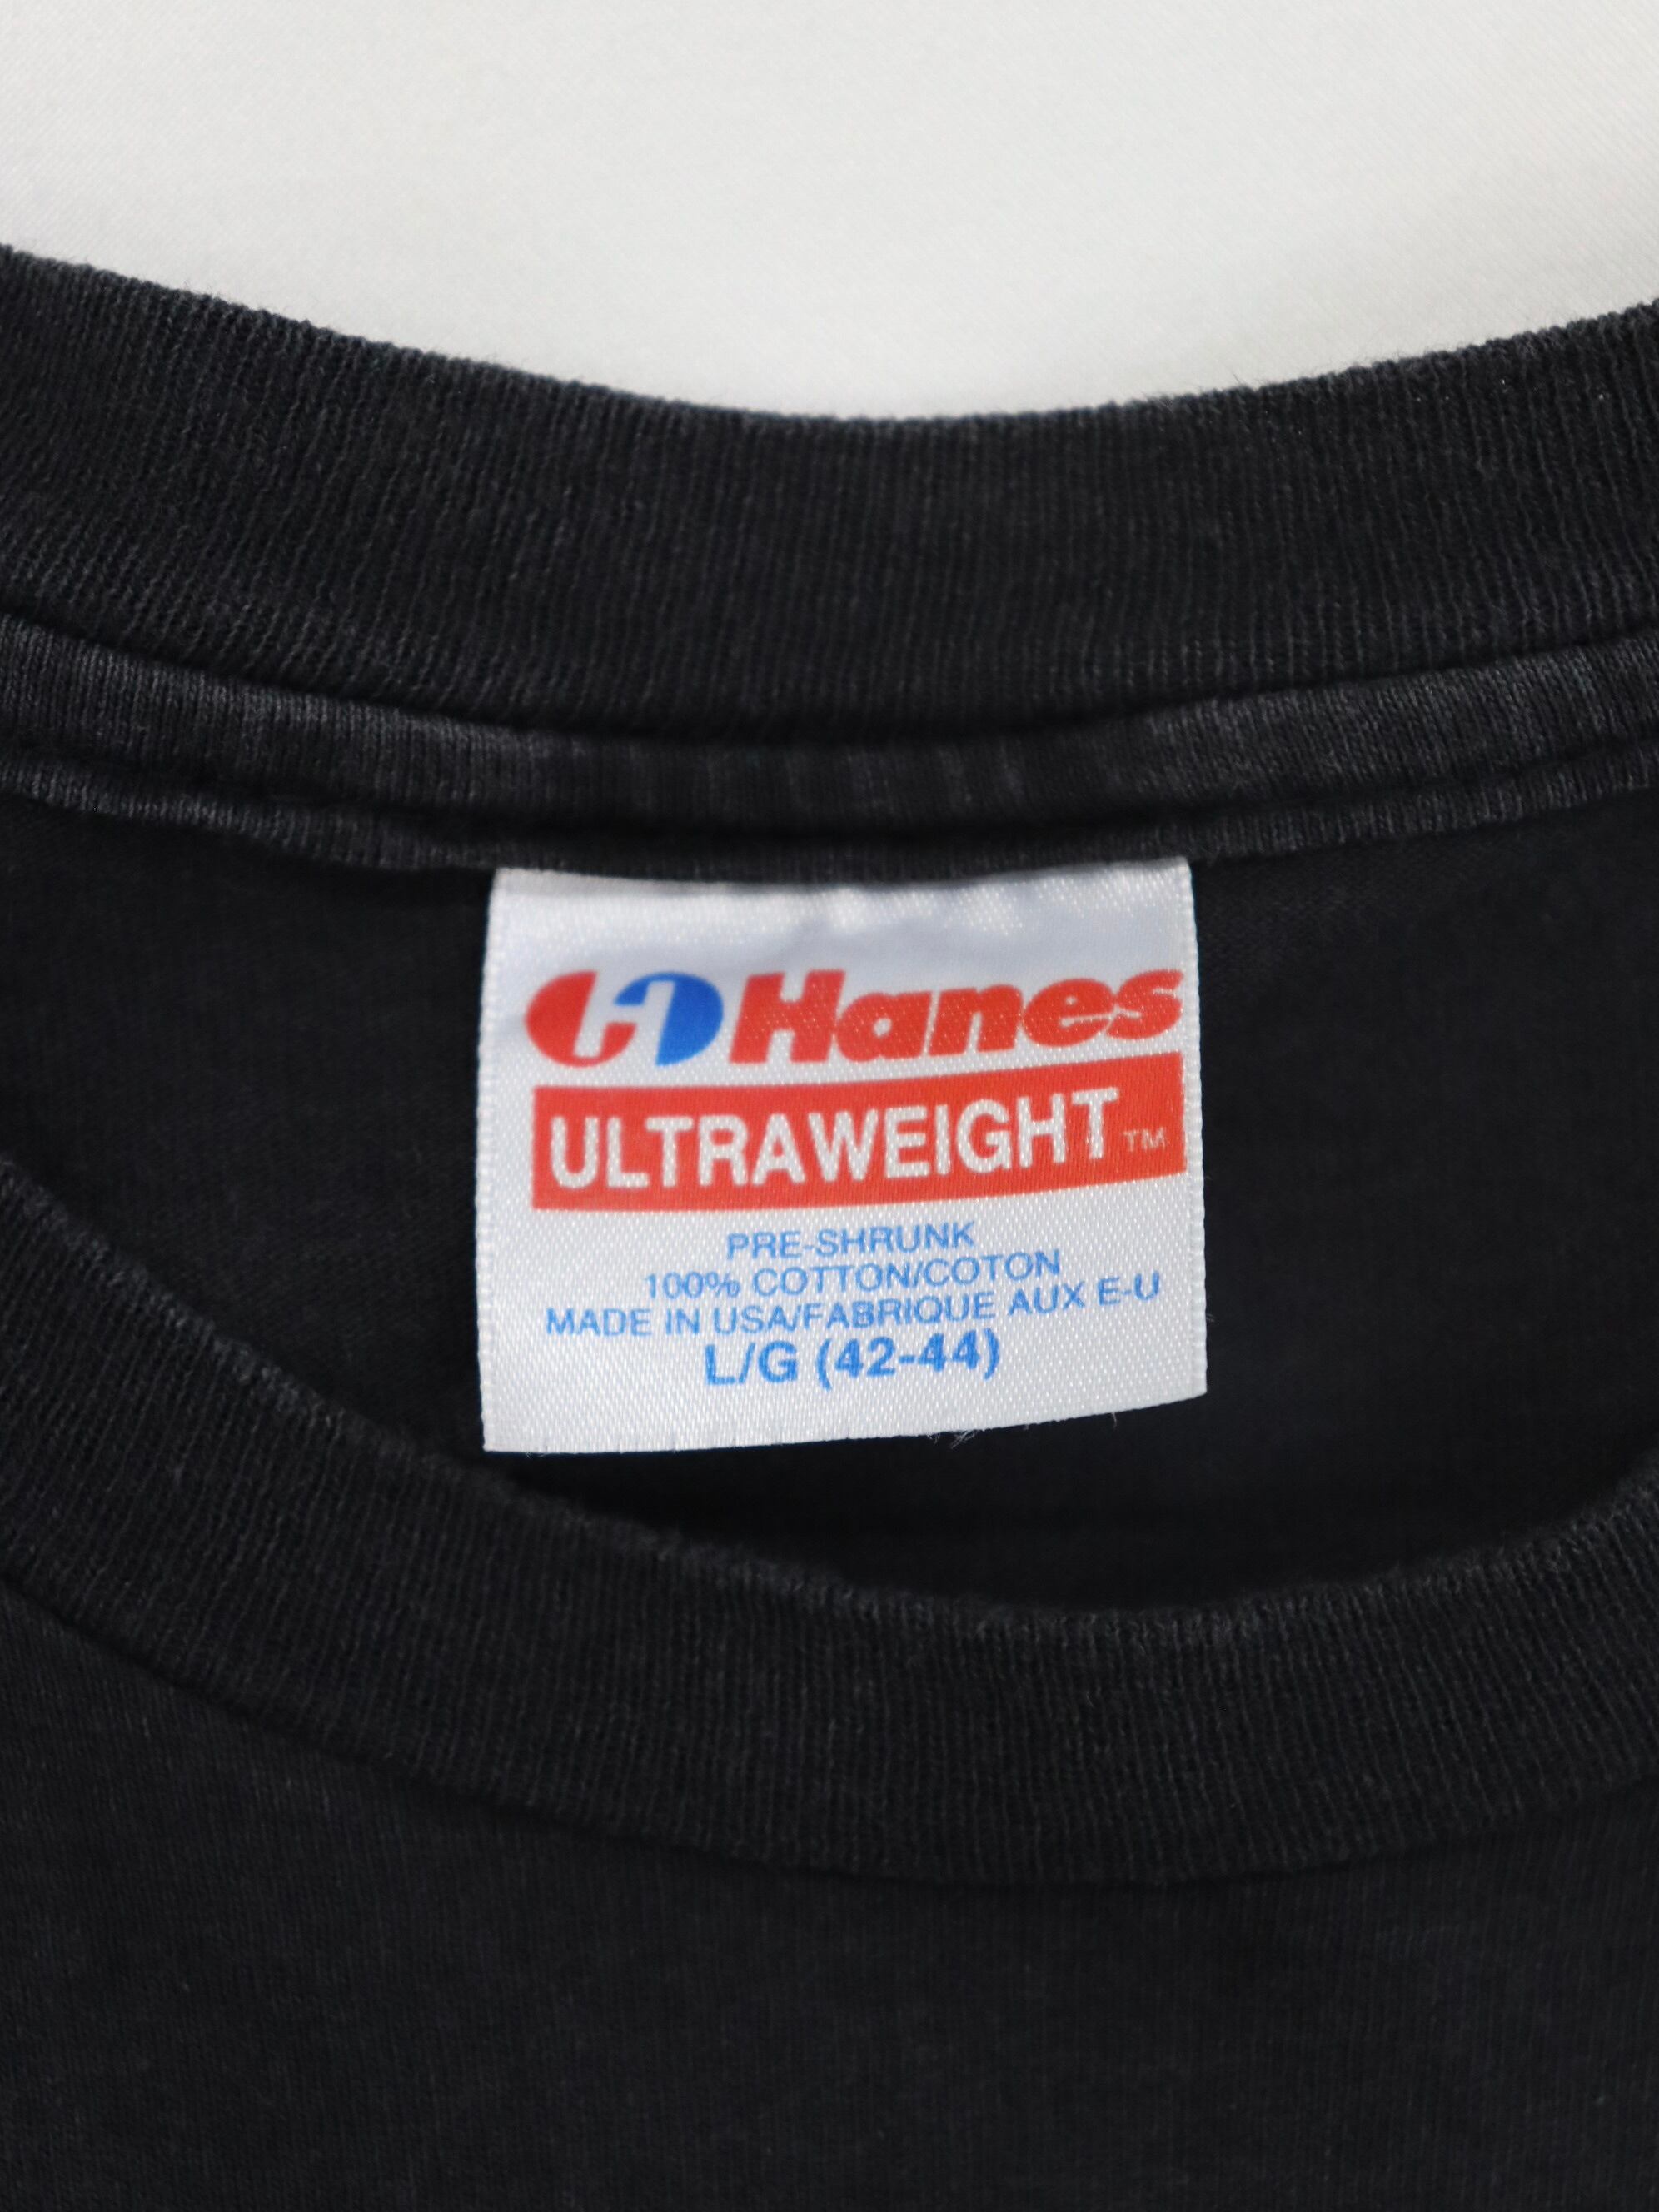 Hanes
ULTRAWEIGHT™
PRE-SHRUNK
100% COTTON/COTON
MADE IN USA/FABRIQUE AUX E-U
L/G (42-44)